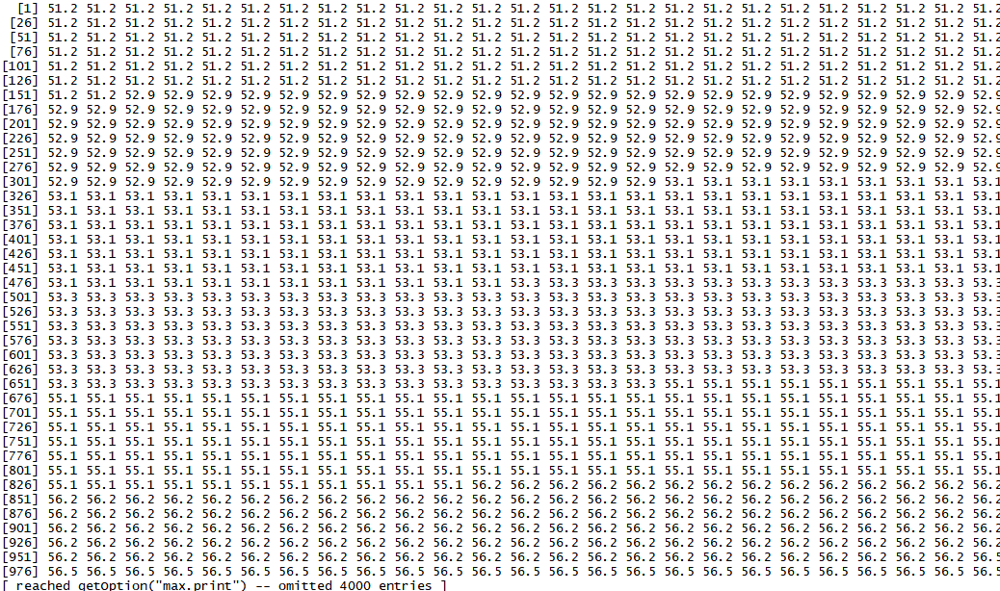 [1] 51.2 51.2 51.2 51.2 51.2 51.2 51.2 51.2 51.2 51.2 51.2 51.2 51.2 51.2 51.2 51.2 51.2 51.2 51.2 51.2 51.2 51.2 51.2 51.2 51.2
[26] 51.2 51.2 51.2 51.2 51.2 51.2 51.2 51.2 51.2 51.2 51.2 51.2 51.2 51.2 51.2 51.2 51.2 51.2 51.2 51.2 51.2 51.2 51.2 51.2 51.2
[51] 51.2 51.2 51.2 51.2 51.2 51.2 51.2 51.2 51.2 51.2 51.2 51.2 51.2 51.2 51.2 51.2 51.2 51.2 51.2 51.2 51.2 51.2 51.2 51.2 51.2
[76] 51.2 51.2 51.2 51.2 51.2 51.2 51.2 51.2 51.2 51.2 51.2 51.2 51.2 51.2 51.2 51.2 51.2 51.2 51.2 51.2 51.2 51.2 51.2 51.2 51.2
[101] 51.2 51.2 51.2 51.2 51.2 51.2 51.2 51.2 51.2 51.2 51.2 51.2 51.2 51.2 51.2 51.2 51.2 51.2 51.2 51.2 51.2 51.2 51.2 51.2 51.2
[126] 51.2 51.2 51.2 51.2 51.2 51.2 51.2 51.2 51.2 51.2 51.2 51.2 51.2 51.2 51.2 51.2 51.2 51.2 51.2 51.2 51.2 51.2 51.2 51.2 51.2
[151] 51.2 51.2 52.9 52.9 52.9 52.9 52.9 52.9 52.9 52.9 52.9 52.9 52.9 52.9 52.9 52.9 52.9 52.9 52.9 52.9 52.9 52.9 52.9 52.9 52.9
[176] 52.9 52.9 52.9 52.9 52.9 52.9 52.9 52.9 52.9 52.9 52.9 52.9 52.9 52.9 52.9 52.9 52.9 52.9 52.9 52.9 52.9 52.9 52.9 52.9 52.9
[201] 52.9 52.9 52.9 52.9 52.9 52.9 52.9 52.9 52.9 52.9 52.9 52.9 52.9 52.9 52.9 52.9 52.9 52.9 52.9 52.9 52.9 52.9 52.9 52.9 52.9
[226] 52.9 52.9 52.9 52.9 52.9 52.9 52.9 52.9 52.9 52.9 52.9 52.9 52.9 52.9 52.9 52.9 52.9 52.9 52.9 52.9 52.9 52.9 52.9 52.9 52.9
[251] 52.9 52.9 52.9 52.9 52.9 52.9 52.9 52.9 52.9 52.9 52.9 52.9 52.9 52.9 52.9 52.9 52.9 52.9 52.9 52.9 52.9 52.9 52.9 52.9 52.9
[276] 52.9 52.9 52.9 52.9 52.9 52.9 52.9 52.9 52.9 52.9 52.9 52.9 52.9 52.9 52.9 52.9 52.9 52.9 52.9 52.9 52.9 52.9 52.9 52.9 52.9
[301] 52.9 52.9 52.9 52.9 52.9 52.9 52.9 52.9 52.9 52.9 52.9 52.9 52.9 52.9 52.9 52.9 53.1 53.1 53.1 53.1 53.1 53.1 53.1 53.1 53.1
[326] 53.1 53.1 53.1 53.1 53.1 53.1 53.1 53.1 53.1 53.1 53.1 53.1 53.1 53.1 53.1 53.1 53.1 53.1 53.1 53.1 53.1 53.1 53.1 53.1 53.1
[351] 53.1 53.1 53.1 53.1 53.1 53.1 53.1 53.1 53.1 53.1 53.1 53.1 53.1 53.1 53.1 53.1 53.1 53.1 53.1 53.1 53.1 53.1 53.1 53.1 53.1
[376] 53.1 53.1 53.1 53.1 53.1 53.1 53.1 53.1 53.1 53.1 53.1 53.1 53.1 53.1 53.1 53.1 53.1 53.1 53.1 53.1 53.1 53.1 53.1 53.1 53.1
[401] 53.1 53.1 53.1 53.1 53.1 53.1 53.1 53.1 53.1 53.1 53.1 53.1 53.1 53.1 53.1 53.1 53.1 53.1 53.1 53.1 53.1 53.1 53.1 53.1 53.1
[426] 53.1 53.1 53.1 53.1 53.1 53.1 53.1 53.1 53.1 53.1 53.1 53.1 53.1 53.1 53.1 53.1 53.1 53.1 53.1 53.1 53.1 53.1 53.1 53.1 53.1
[451] 53.1 53.1 53.1 53.1 53.1 53.1 53.1 53.1 53.1 53.1 53.1 53.1 53.1 53.1 53.1 53.1 53.1 53.1 53.1 53.1 53.1 53.1 53.1 53.1 53.1
[476] 53.1 53.1 53.1 53.1 53.1 53.1 53.1 53.1 53.1 53.1 53.1 53.1 53.3 53.3 53.3 53.3 53.3 53.3 53.3 53.3 53.3 53.3 53.3 53.3 53.3
[501] 53.3 53.3 53.3 53.3 53.3 53.3 53.3 53.3 53.3 53.3 53.3 53.3 53.3 53.3 53.3 53.3 53.3 53.3 53.3 53.3 53.3 53.3 53.3 53.3 53.3
[526] 53.3 53.3 53.3 53.3 53.3 53.3 53.3 53.3 53.3 53.3 53.3 53.3 53.3 53.3 53.3 53.3 53.3 53.3 53.3 53.3 53.3 53.3 53.3 53.3 53.3
[551] 53.3 53.3 53.3 53.3 53.3 53.3 53.3 53.3 53.3 53.3 53.3 53.3 53.3 53.3 53.3 53.3 53.3 53.3 53.3 53.3 53.3 53.3 53.3 53.3 53.3
[576] 53.3 53.3 53.3 53.3 53.3 53.3 53.3 53.3 53.3 53.3 53.3 53.3 53.3 53.3 53.3 53.3 53.3 53.3 53.3 53.3 53.3 53.3 53.3 53.3 53.3
[601] 53.3 53.3 53.3 53.3 53.3 53.3 53.3 53.3 53.3 53.3 53.3 53.3 53.3 53.3 53.3 53.3 53.3 53.3 53.3 53.3 53.3 53.3 53.3 53.3 53.3
[626] 53.3 53.3 53.3 53.3 53.3 53.3 53.3 53.3 53.3 53.3 53.3 53.3 53.3 53.3 53.3 53.3 53.3 53.3 53.3 53.3 53.3 53.3 53.3 53.3 53.3
[651] 53.3 53.3 53.3 53.3 53.3 53.3 53.3 53.3 53.3 53.3 53.3 53.3 53.3 53.3 53.3 53.3 55.1 55.1 55.1 55.1 55.1 55.1 55.1 55.1 55.1
[676] 55.1 55.1 55.1 55.1 55.1 55.1 55.1 55.1 55.1 55.1 55.1 55.1 55.1 55.1 55.1 55.1 55.1 55.1 55.1 55.1 55.1 55.1 55.1 55.1 55.1
[701] 55.1 55.1 55.1 55.1 55.1 55.1 55.1 55.1 55.1 55.1 55.1 55.1 55.1 55.1 55.1 55.1 55.1 55.1 55.1 55.1 55.1 55.1 55.1 55.1 55.1
[726] 55.1 55.1 55.1 55.1 55.1 55.1 55.1 55.1 55.1 55.1 55.1 55.1 55.1 55.1 55.1 55.1 55.1 55.1 55.1 55.1 55.1 55.1 55.1 55.1 55.1
[751] 55.1 55.1 55.1 55.1 55.1 55.1 55.1 55.1 55.1 55.1 55.1 55.1 55.1 55.1 55.1 55.1 55.1 55.1 55.1 55.1 55.1 55.1 55.1 55.1 55.1
[776] 55.1 55.1 55.1 55.1 55.1 55.1 55.1 55.1 55.1 55.1 55.1 55.1 55.1 55.1 55.1 55.1 55.1 55.1 55.1 55.1 55.1 55.1 55.1 55.1 55.1
[801] 55.1 55.1 55.1 55.1 55.1 55.1 55.1 55.1 55.1 55.1 55.1 55.1 55.1 55.1 55.1 55.1 55.1 55.1 55.1 55.1 55.1 55.1 55.1 55.1 55.1
[826] 55.1 55.1 55.1 55.1 55.1 55.1 55.1 55.1 55.1 55.1 55.1 56.2 56.2 56.2 56.2 56.2 56.2 56.2 56.2 56.2 56.2 56.2 56.2 56.2 56.2
[851] 56.2 56.2 56.2 56.2 56.2 56.2 56.2 56.2 56.2 56.2 56.2 56.2 56.2 56.2 56.2 56.2 56.2 56.2 56.2 56.2 56.2 56.2 56.2 56.2 56.2
[876] 56.2 56.2 56.2 56.2 56.2 56.2 56.2 56.2 56.2 56.2 56.2 56.2 56.2 56.2 56.2 56.2 56.2 56.2 56.2 56.2 56.2 56.2 56.2 56.2 56.2
[901] 56.2 56.2 56.2 56.2 56.2 56.2 56.2 56.2 56.2 56.2 56.2 56.2 56.2 56.2 56.2 56.2 56.2 56.2 56.2 56.2 56.2 56.2 56.2 56.2 56.2
[926] 56.2 56.2 56.2 56.2 56.2 56.2 56.2 56.2 56.2 56.2 56.2 56.2 56.2 56.2 56.2 56.2 56.2 56.2 56.2 56.2 56.2 56.2 56.2 56.2 56.2
[951] 56.2 56.2 56.2 56.2 56.2 56.2 56.2 56.2 56.2 56.2 56.2 56.2 56.2 56.2 56.2 56.2 56.2 56.2 56.2 56.2 56.2 56.2 56.2 56.2 56.2
[976] 56.5 56.5 56.5 56.5 56.5 56.5 56.5 56.5 56.5 56.5 56.5 56.5 56.5 56.5 56.5 56.5 56.5 56.5 56.5 56.5 56.5 56.5 56.5 56.5 56.5
[ reached getOption("max.print") -- omitted 4000 entries ]